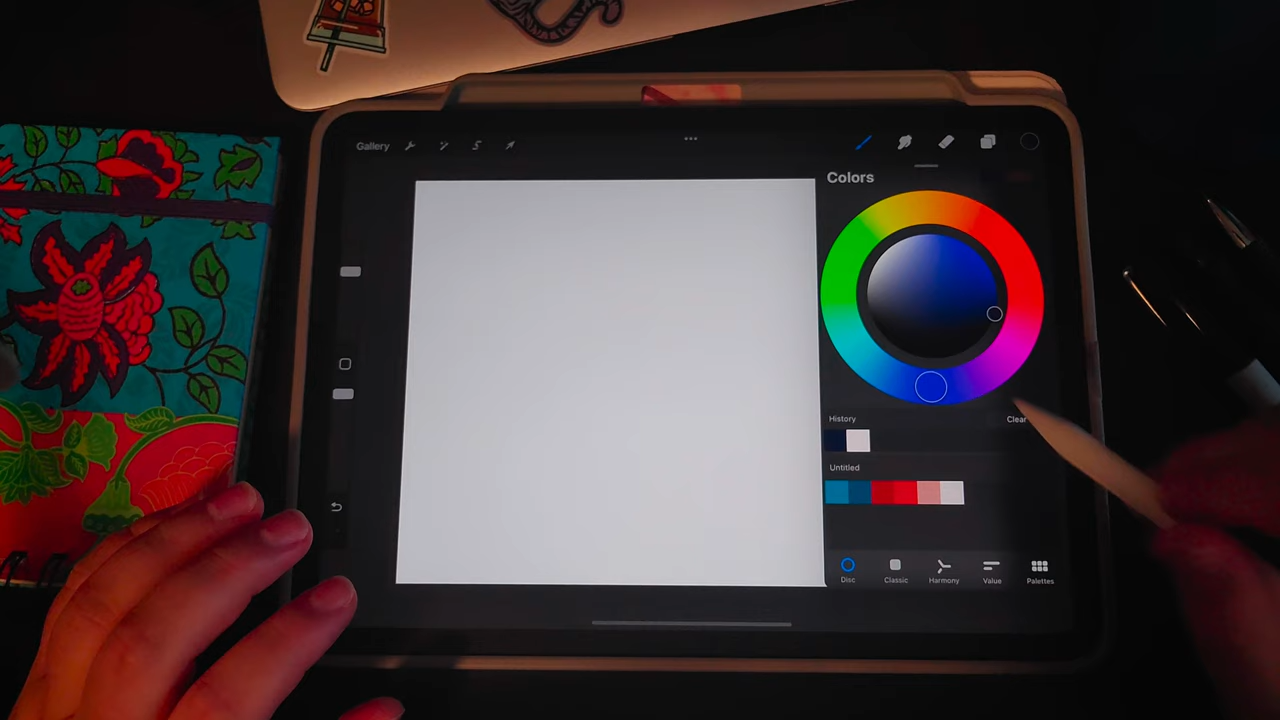 Gallery
Colors
History
Clear
Untitled
Disc
Classic
Harmony
Value
Palettes